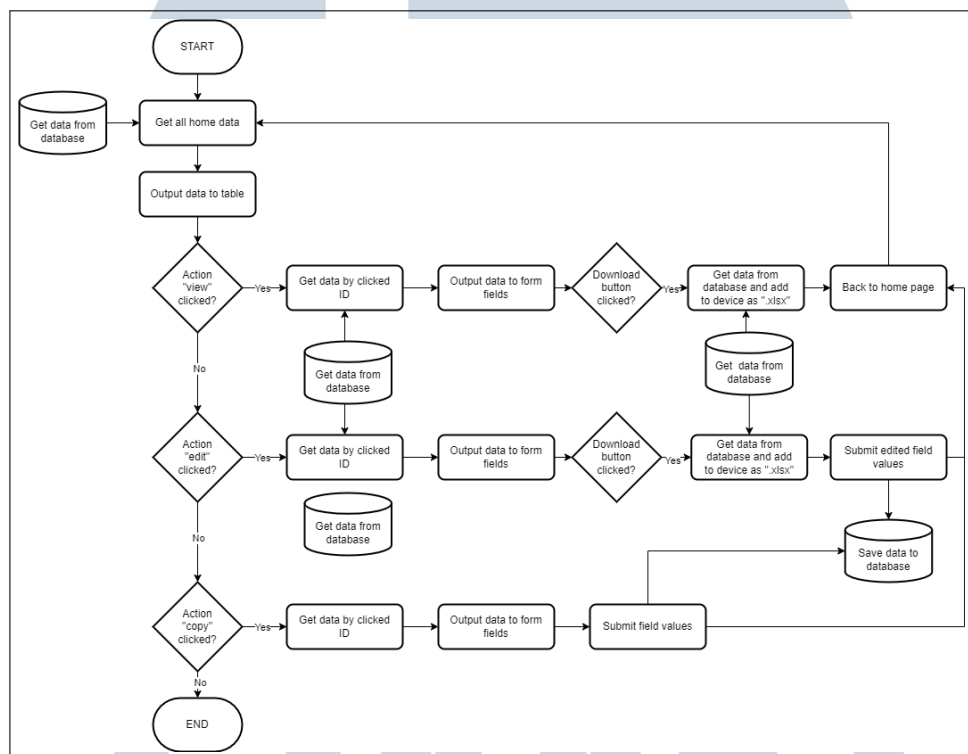 START
Get data from
database
Get all home data
Output data to table
Action
"view"
clicked?
Yes
Get data by clicked
ID
Output data to form
fields
Download
button
clicked?
Yes
Get data from
database and add
to device as ".xlsx"
Back to home page
No
Get data from
database
Get  data from
database
Action
"edit"
clicked?
Yes
Get data by clicked
ID
Output data to form
fields
Download
button
clicked?
Yes
Get data from
database and add
to device as ".xlsx"
Submit edited field
values
No
Get data from
database
Save data to
database
Action
"copy"
clicked?
Yes
Get data by clicked
ID
Output data to form
fields
Submit field values
No
END